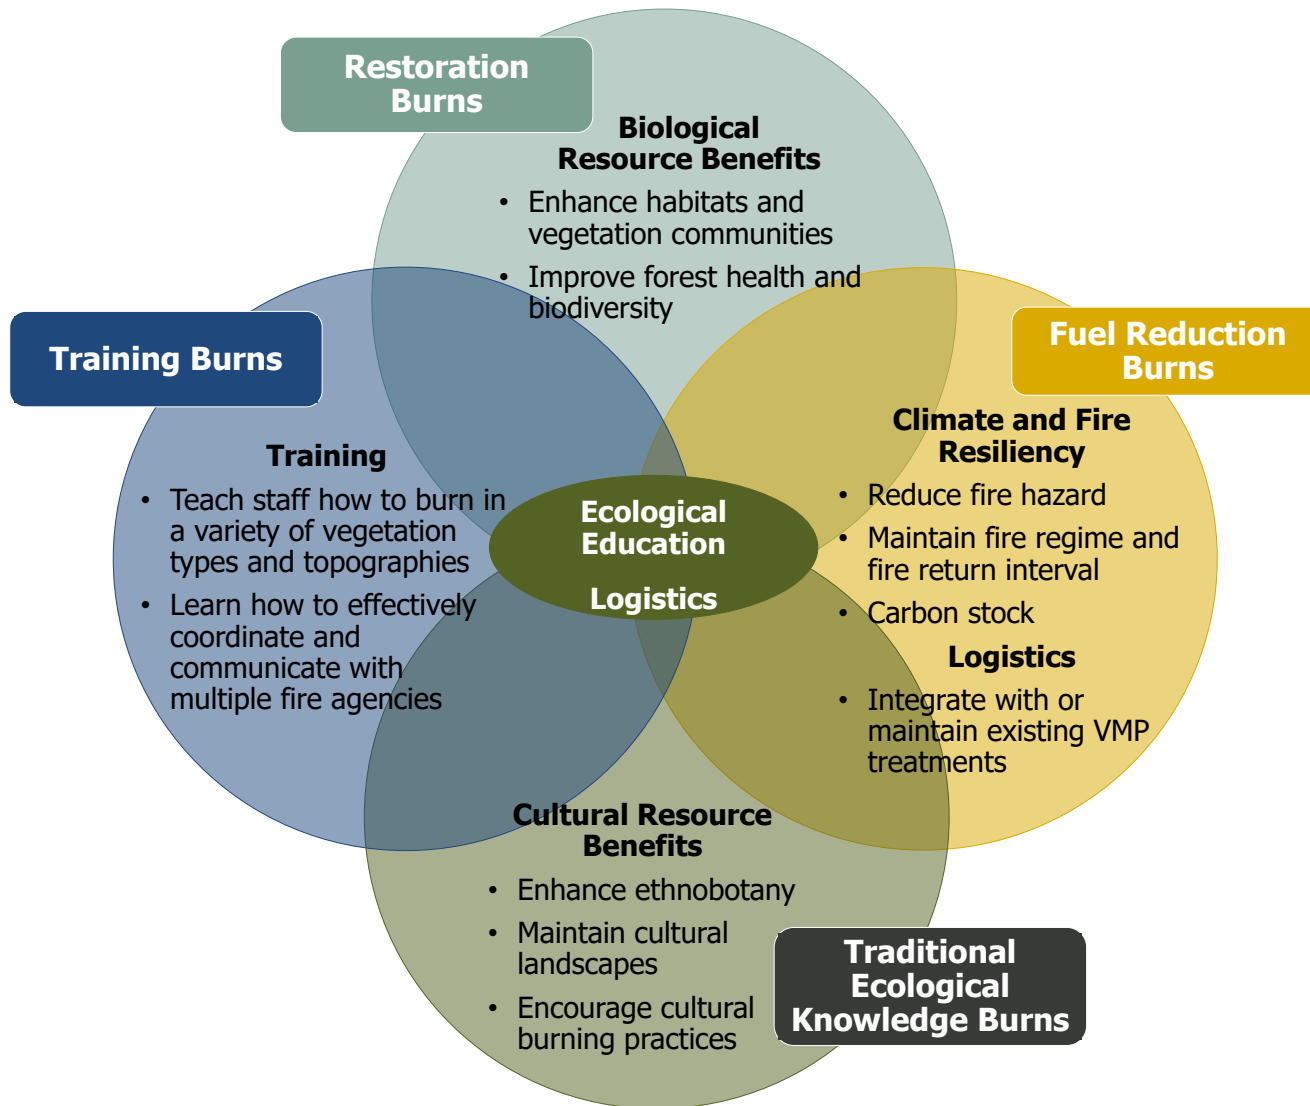 Restoration
Burns
Biological
Resource Benefits
• Enhance habitats and
vegetation communities
• Improve forest health and
biodiversity
Training Burns
Training
• Teach staff how to burn in
a variety of vegetation
types and topographies
• Learn how to effectively
coordinate and
communicate with
multiple fire agencies
Ecological
Education
Logistics
Fuel Reduction
Burns
Climate and Fire
Resiliency
• Reduce fire hazard
• Maintain fire regime and
fire return interval
• Carbon stock
Logistics
• Integrate with or
maintain existing VMP
treatments
Cultural Resource
Benefits
• Enhance ethnobotany
• Maintain cultural
landscapes
• Encourage cultural
burning practices
Traditional
Ecological
Knowledge Burns